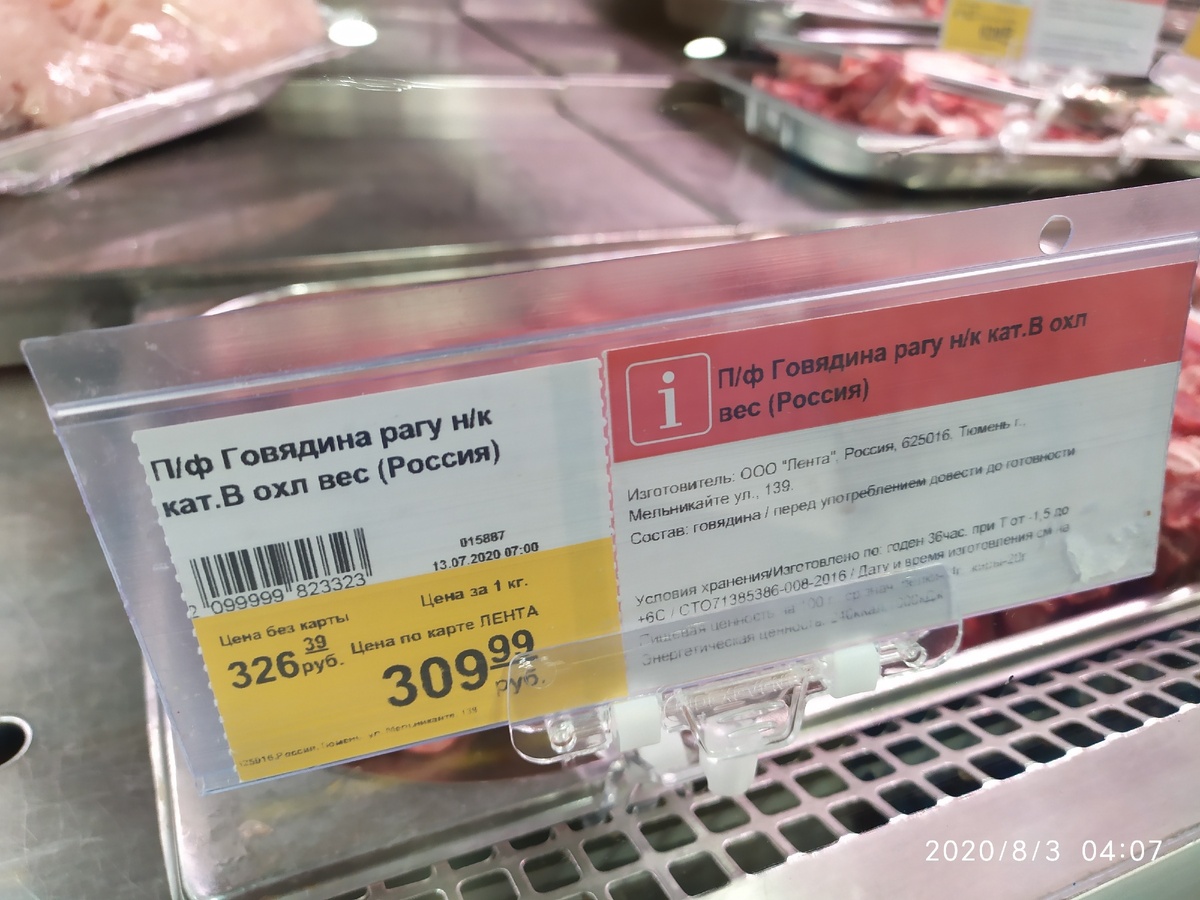 П/ф Говядина рагу н/к
кат.В охл вес (Россия)
015887
13.07.2020 07:00
2 099999 823323
Цена за 1 кг.
Цена без карты
326 39 руб.
Цена по карте ЛЕНТА
309 99 руб.
i
П/ф Говядина рагу н/к кат.В охл
вес (Россия)
Изготовитель: ООО "Лента", Россия, 625016, Тюмень г.,
Мельникайте ул., 139.
Состав: говядина / перед употреблением довести до готовности
Условия хранения/Изготовлено по: годен 36час. при Т от -1,5 до
+6С / СТО71385386-008-2016 / Дату и время изготовления см на
Пищевая ценность на 100 г
Энергетическая ценность:
2020/8/3 04:07